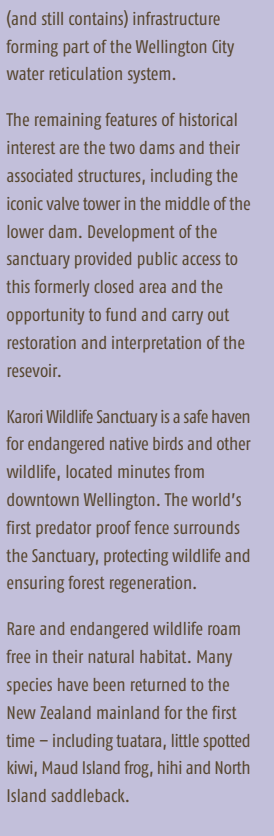 (and still contains) infrastructure
forming part of the Wellington City
water reticulation system.
The remaining features of historical
interest are the two dams and their
associated structures, including the
iconic valve tower in the middle of the
lower dam. Development of the
sanctuary provided public access to
this formerly closed area and the
opportunity to fund and carry out
restoration and interpretation of the
resevoir.
Karori Wildlife Sanctuary is a safe haven
for endangered native birds and other
wildlife, located minutes from
downtown Wellington. The world's
first predator proof fence surrounds
the Sanctuary, protecting wildlife and
ensuring forest regeneration.
Rare and endangered wildlife roam
free in their natural habitat. Many
species have been returned to the
New Zealand mainland for the first
time – including tuatara, little spotted
kiwi, Maud Island frog, hihi and North
Island saddleback.